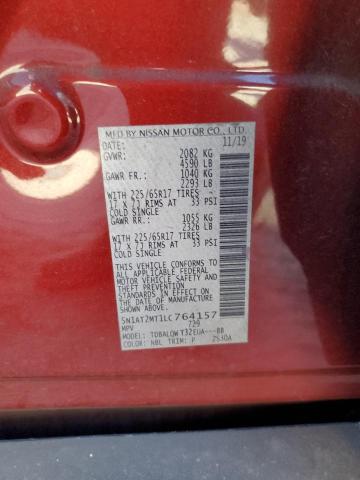 MFD BY NISSAN MOTOR CO., LTD.
DATE: 11/19
GVWR: 2082 KG
4590 LB
GAWR FR.: 1040 KG
2293 LB
WITH 225/65R17 TIRES
17 X 7J RIMS AT 33 PSI
COLD SINGLE
GAWR RR.: 1055 KG
2326 LB
WITH 225/65R17 TIRES
17 X 7J RIMS AT 33 PSI
COLD SINGLE
THIS VEHICLE CONFORMS TO
ALL APPLICABLE FEDERAL
MOTOR VEHICLE SAFETY
STANDARDS IN EFFECT ON THE
DATE OF MANUFACTURE
SHOWN ABOVE.
5N1AT2MT1LC764157
MPV 729
MODEL: TDBALQW T32EUA---BB
COLOR: NBL TRIM: P